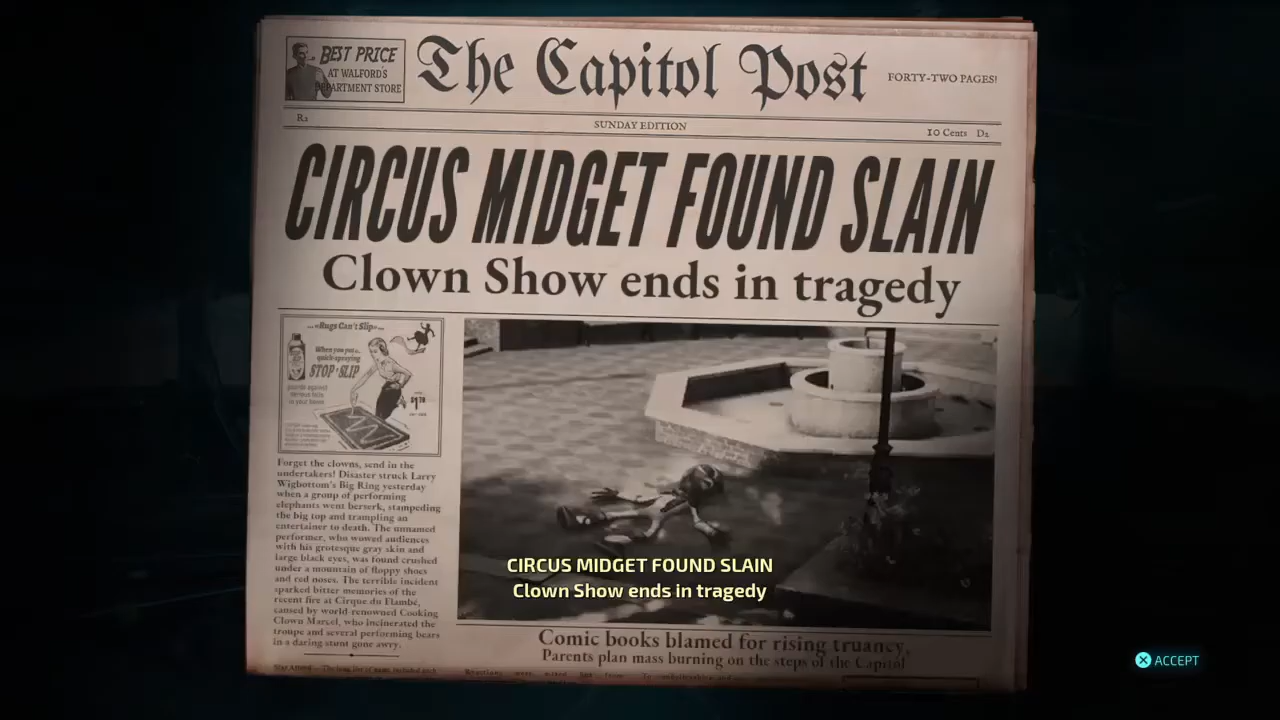 BEST PRICE
AT WALFORD'S
DEPARTMENT STORE
The Capitol Post
FORTY-TWO PAGES!
R2
SUNDAY EDITION
10 Cents D2
CIRCUS MIDGET FOUND SLAIN
Clown Show ends in tragedy
...Rugs Can't Slip...
When you use
quick-spraying
STOP-SLIP
Forget the clowns, send in the
undertakers! Disaster struck Larry
Wigbottom's Big Ring yesterday
when a group of performing
elephants went berserk, stampeding
the big top and trampling an
entertainer to death. The unnamed
performer, who wowed audiences
with his grotesque gray skin and
large black eyes, was found crushed
under a mountain of floppy shoes
and red noses. The terrible incident
sparked bitter memories of the
recent fire at Cirque du Flambé,
caused by world-renowned Cooking
Clown Marcel, who incinerated the
troupe and several performing bears
in a daring stunt gone awry.
CIRCUS MIDGET FOUND SLAIN
Clown Show ends in tragedy
Comic books blamed for rising truancy,
Parents plan mass burning on the steps of the Capitol
ACCEPT